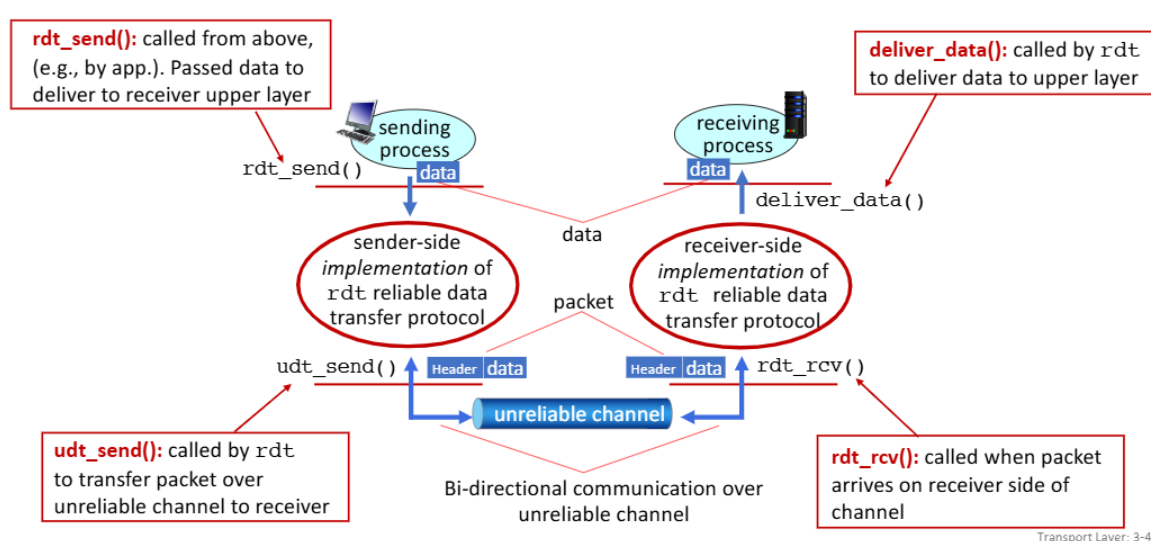 rdt_send(): called from above,
(e.g., by app.). Passed data to
deliver to receiver upper layer
deliver_data(): called by rdt
to deliver data to upper layer
sending
process
receiving
process
rdt_send()
data
data
deliver_data()
data
sender-side
implementation of
rdt reliable data
transfer protocol
receiver-side
implementation of
rdt reliable data
transfer protocol
packet
udt_send()
Header data
Header data
rdt_rcv()
unreliable channel
udt_send(): called by rdt
to transfer packet over
unreliable channel to receiver
Bi-directional communication over
unreliable channel
rdt_rcv(): called when packet
arrives on receiver side of
channel
Transport Layer: 3-4